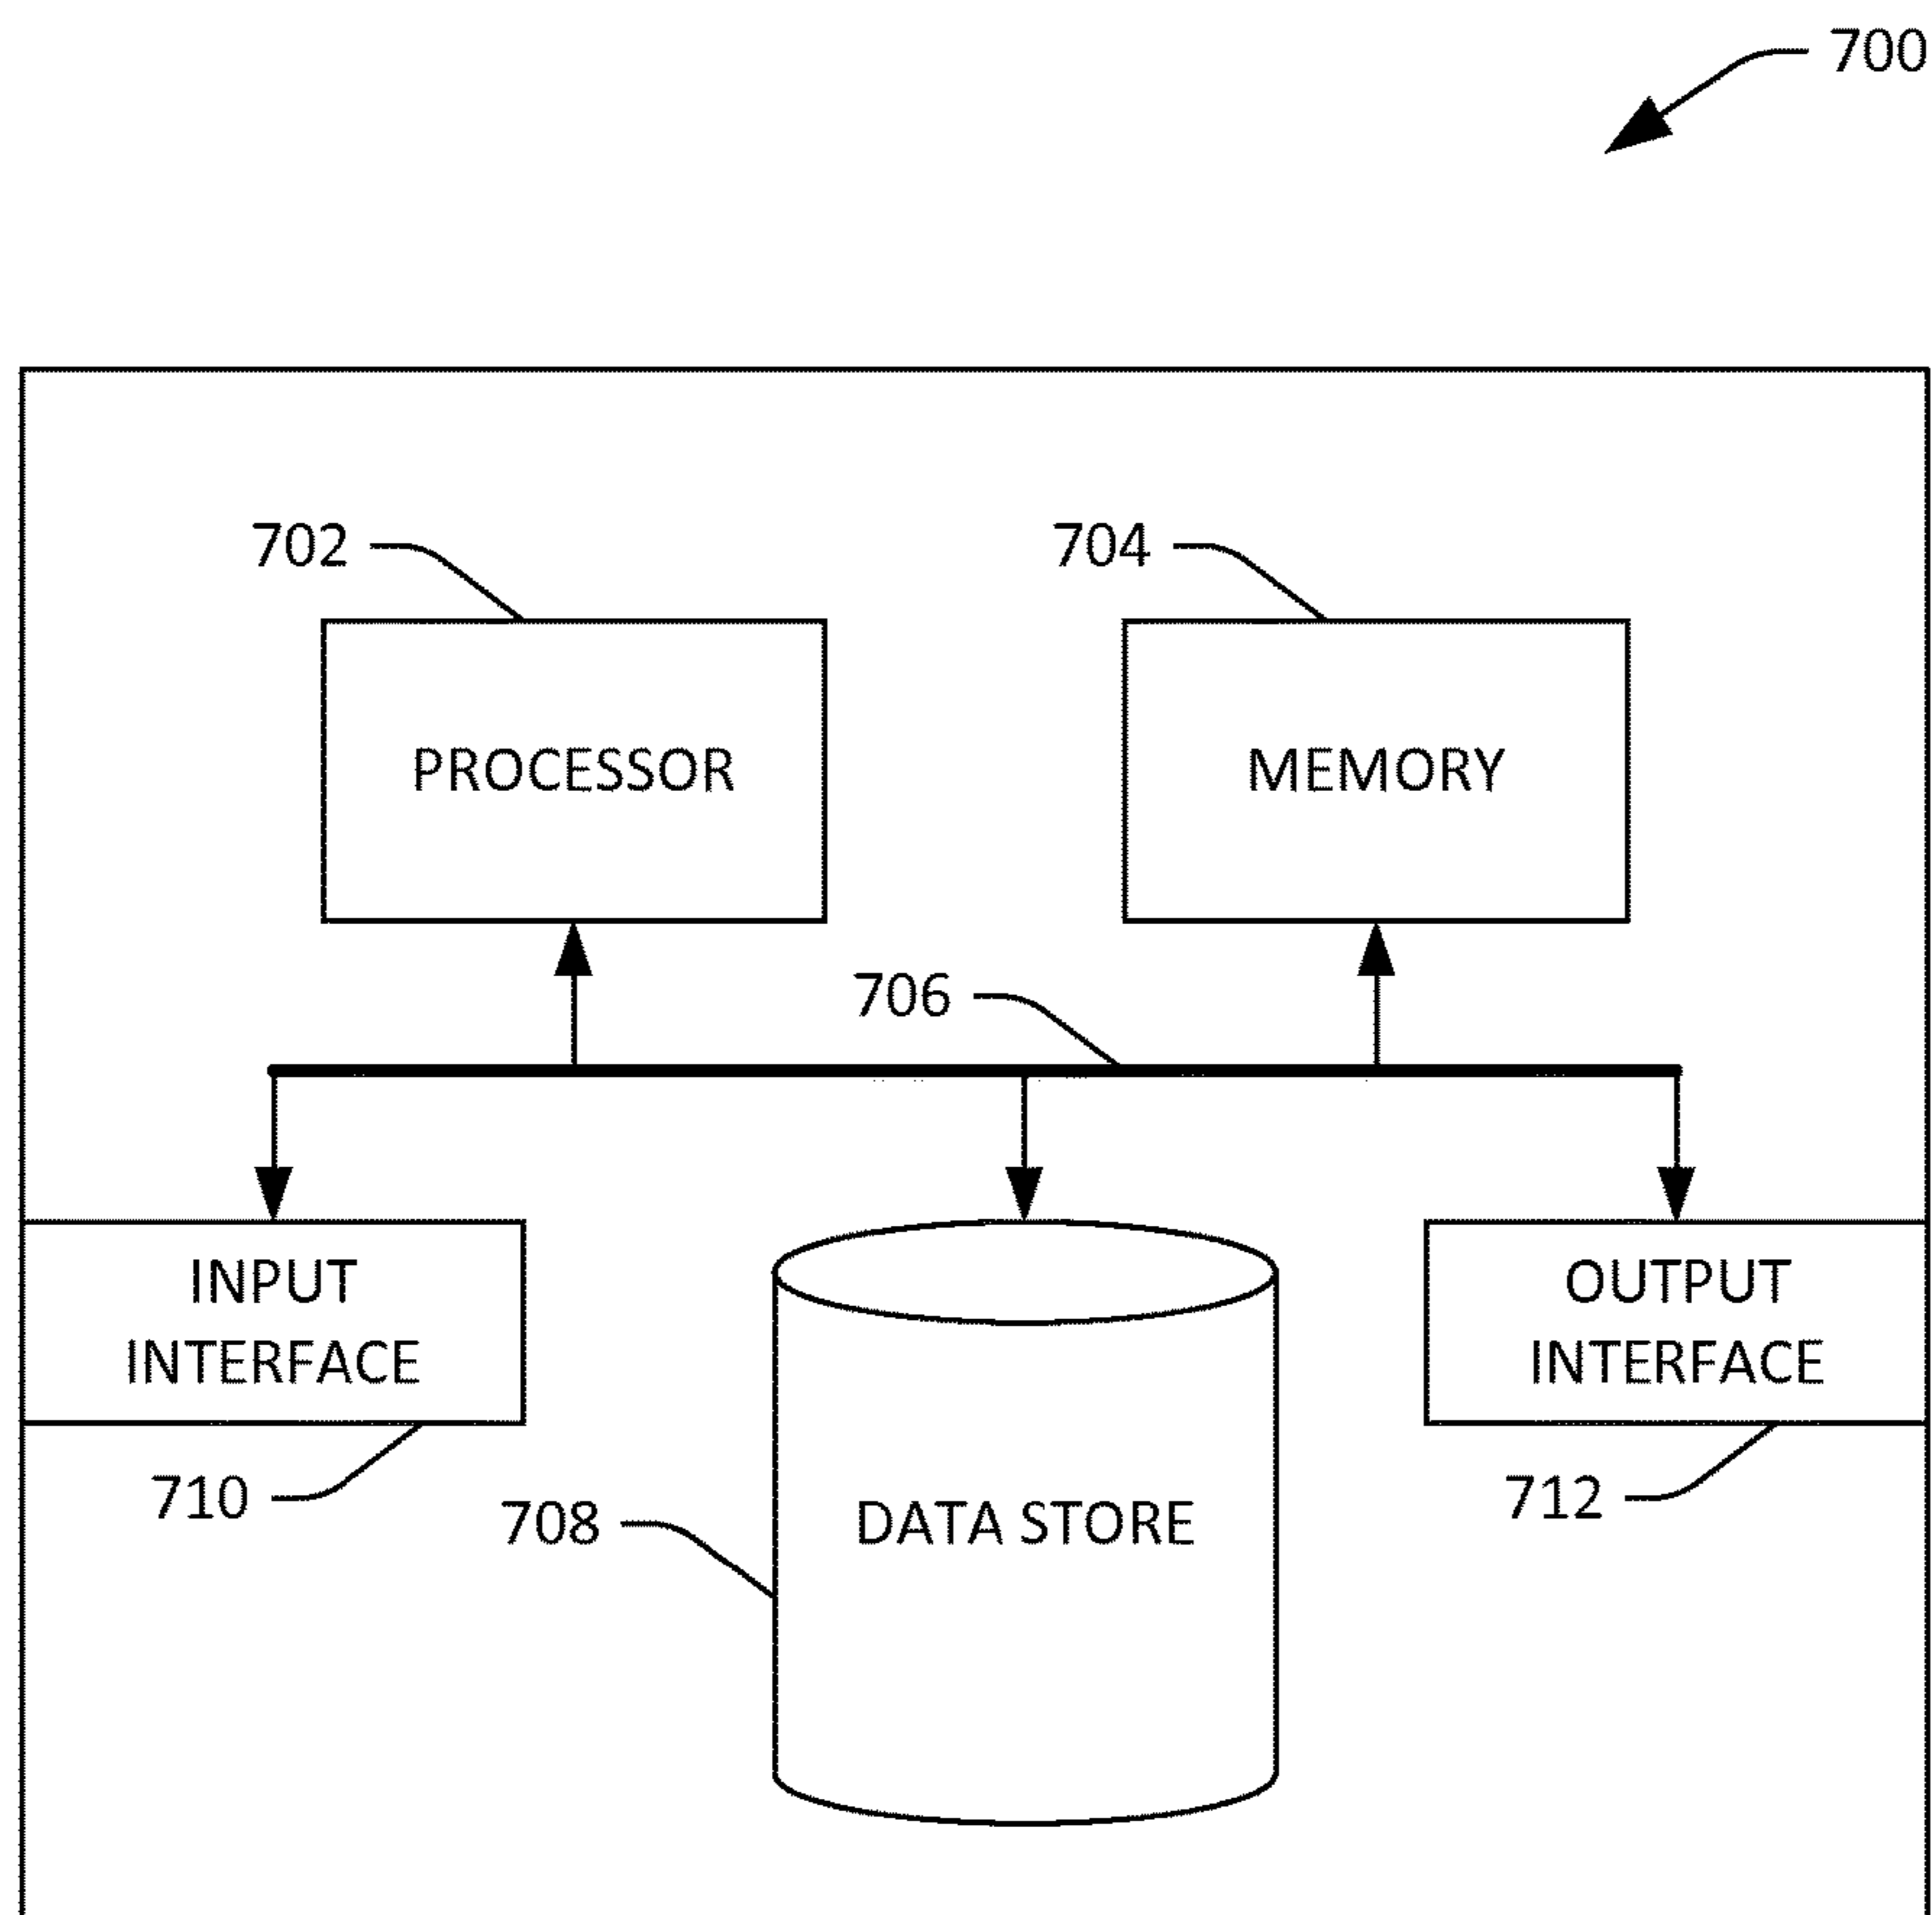 700
702
704
PROCESSOR
MEMORY
706
INPUT
INTERFACE
OUTPUT
INTERFACE
710
708
DATA STORE
712